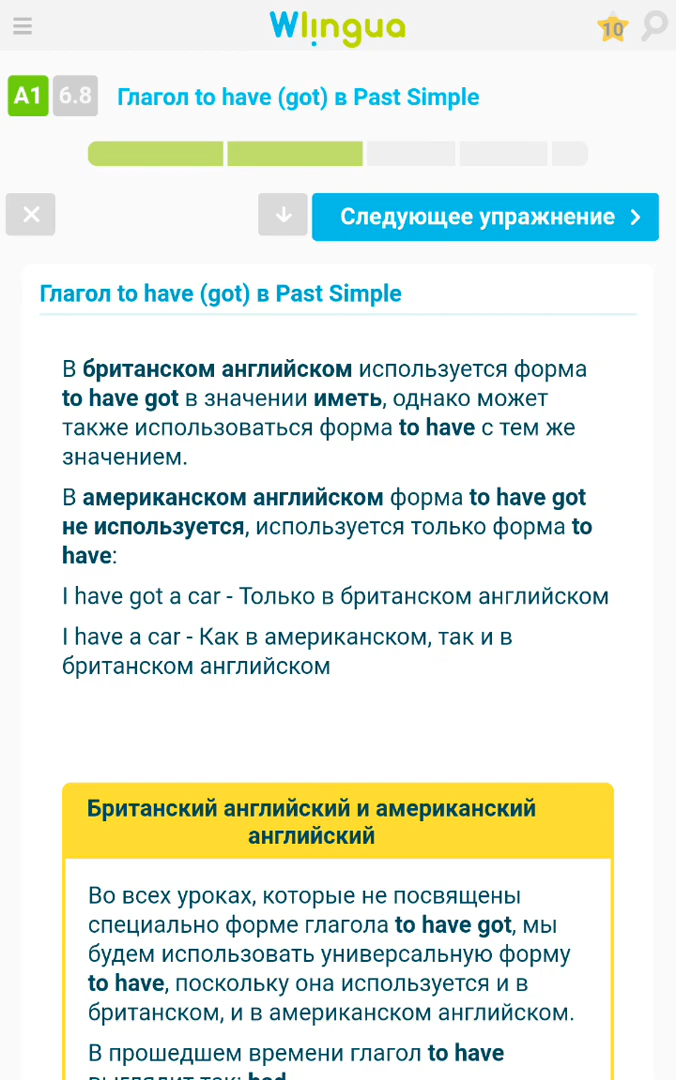 Wlingua
10
A1 6.8 Глагол to have (got) в Past Simple
Следующее упражнение
Глагол to have (got) в Past Simple
В британском английском используется форма
to have got в значении иметь, однако может
также использоваться форма to have с тем же
значением.
В американском английском форма to have got
не используется, используется только форма to
have:
I have got a car - Только в британском английском
I have a car - Как в американском, так и в
британском английском
Британский английский и американский
английский
Во всех уроках, которые не посвящены
специально форме глагола to have got, мы
будем использовать универсальную форму
to have, поскольку она используется и в
британском, и в американском английском.
В прошедшем времени глагол to have
выглядит так: had